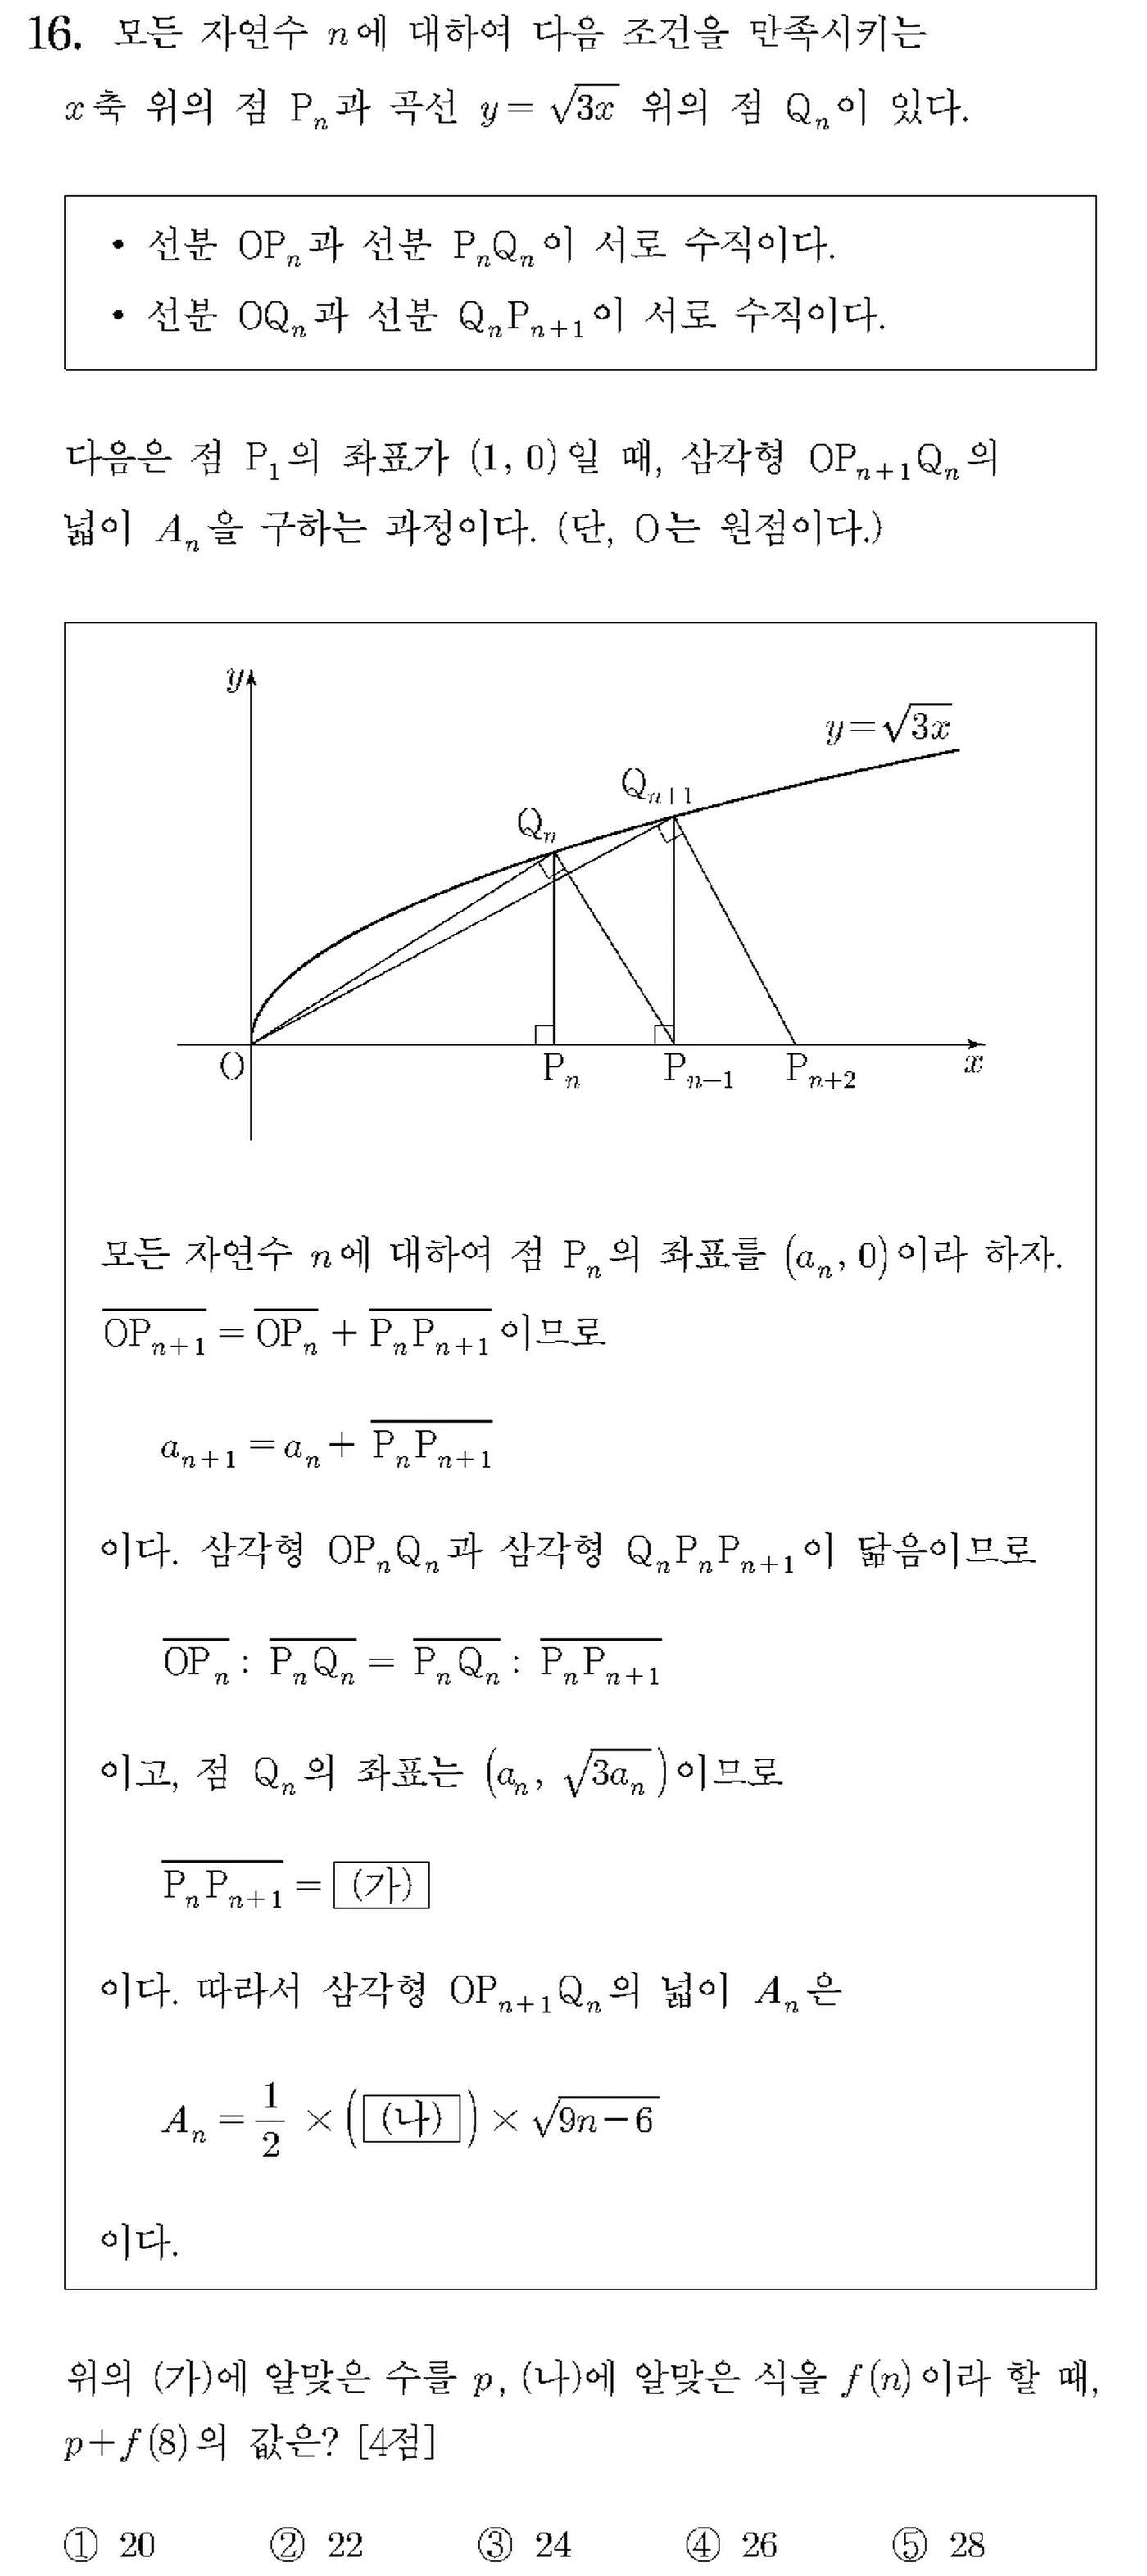 16. 모든 자연수 n에 대하여 다음 조건을 만족시키는
x축 위의 점 Pₙ과 곡선 y=√(3x) 위의 점 Qₙ이 있다.
• 선분 OPₙ과 선분 PₙQₙ이 서로 수직이다.
• 선분 OQₙ과 선분 QₙPₙ₊₁이 서로 수직이다.
다음은 점 P₁의 좌표가 (1, 0)일 때, 삼각형 OPₙ₊₁Qₙ의
넓이 Aₙ을 구하는 과정이다. (단, O는 원점이다.)
y
y=√(3x)
Qₙ₊₁
Qₙ
O Pₙ Pₙ₋₁ Pₙ₊₂ x
모든 자연수 n에 대하여 점 Pₙ의 좌표를 (aₙ, 0)이라 하자.
O̅P̅ₙ₊₁ = O̅P̅ₙ + P̅ₙP̅ₙ₊₁이므로
aₙ₊₁ = aₙ + P̅ₙP̅ₙ₊₁
이다. 삼각형 OPₙQₙ과 삼각형 QₙPₙPₙ₊₁이 닮음이므로
O̅P̅ₙ : P̅ₙQ̅ₙ = P̅ₙQ̅ₙ : P̅ₙP̅ₙ₊₁
이고, 점 Qₙ의 좌표는 (aₙ, √(3aₙ))이므로
P̅ₙP̅ₙ₊₁ = (가)
이다. 따라서 삼각형 OPₙ₊₁Qₙ의 넓이 Aₙ은
Aₙ = 1/2 × ( (나) ) × √(9n−6)
이다.
위의 (가)에 알맞은 수를 p, (나)에 알맞은 식을 f(n)이라 할 때,
p+f(8)의 값은? [4점]
① 20 ② 22 ③ 24 ④ 26 ⑤ 28